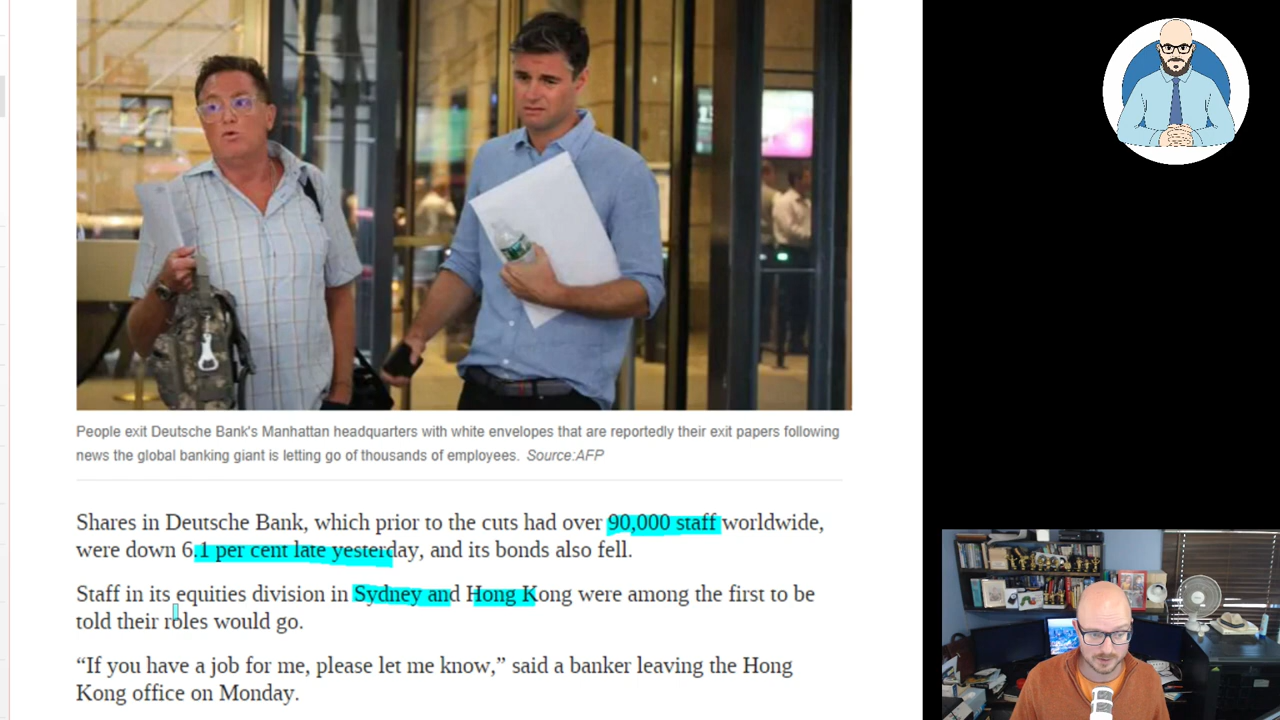 People exit Deutsche Bank's Manhattan headquarters with white envelopes that are reportedly their exit papers following
news the global banking giant is letting go of thousands of employees. Source:AFP
Shares in Deutsche Bank, which prior to the cuts had over 90,000 staff worldwide,
were down 6.1 per cent late yesterday, and its bonds also fell.
Staff in its equities division in Sydney and Hong Kong were among the first to be
told their roles would go.
“If you have a job for me, please let me know,” said a banker leaving the Hong
Kong office on Monday.